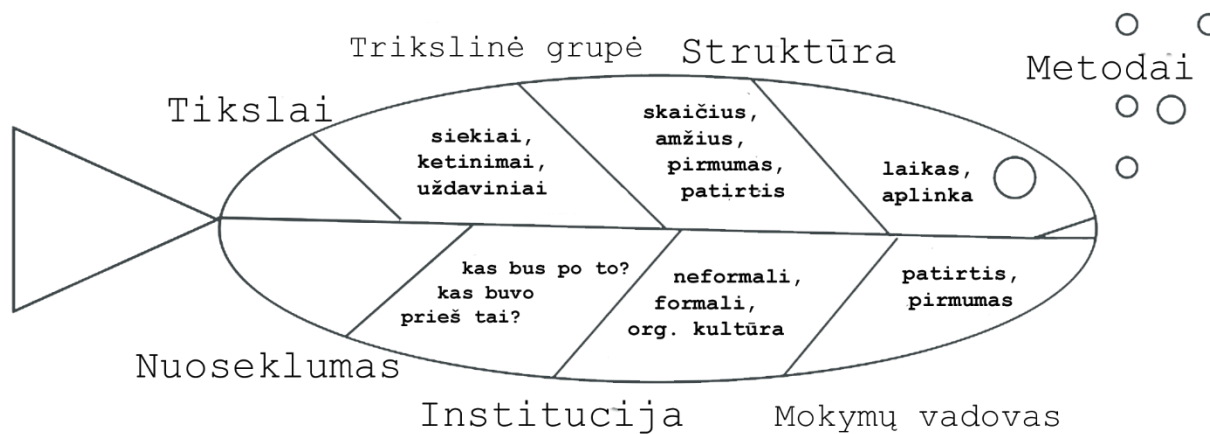 Trikslinė grupė
Struktūra
Metodai
Tikslai
siekiai,
ketinimai,
uždaviniai
skaičius,
amžius,
pirmumas,
patirtis
laikas,
aplinka
kas bus po to?
kas buvo
prieš tai?
neformali,
formali,
org. kultūra
patirtis,
pirmumas
Nuoseklumas
Institucija
Mokymų vadovas